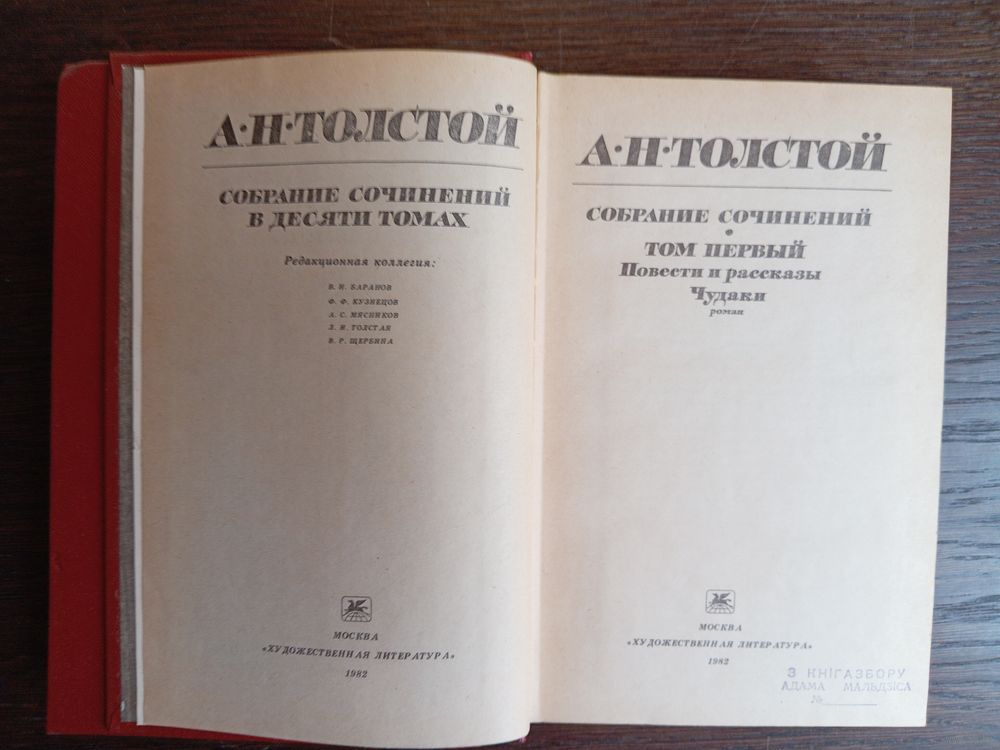 А·Н·ТОЛСТОЙ
СОБРАНИЕ СОЧИНЕНИЙ
В ДЕСЯТИ ТОМАХ
Редакционная коллегия:
В. И. БАРАНОВ
Ф. Ф. КУЗНЕЦОВ
А. С. МЯСНИКОВ
Л. И. ТОЛСТАЯ
В. Р. ЩЕРБИНА
МОСКВА
«ХУДОЖЕСТВЕННАЯ ЛИТЕРАТУРА»
1982
А·Н·ТОЛСТОЙ
СОБРАНИЕ СОЧИНЕНИЙ
ТОМ ПЕРВЫЙ
Повести и рассказы
Чудаки
роман
МОСКВА
«ХУДОЖЕСТВЕННАЯ ЛИТЕРАТУРА»
1982
З КНІГАЗБОРУ
АДАМА МАЛЬДЗІСА
№